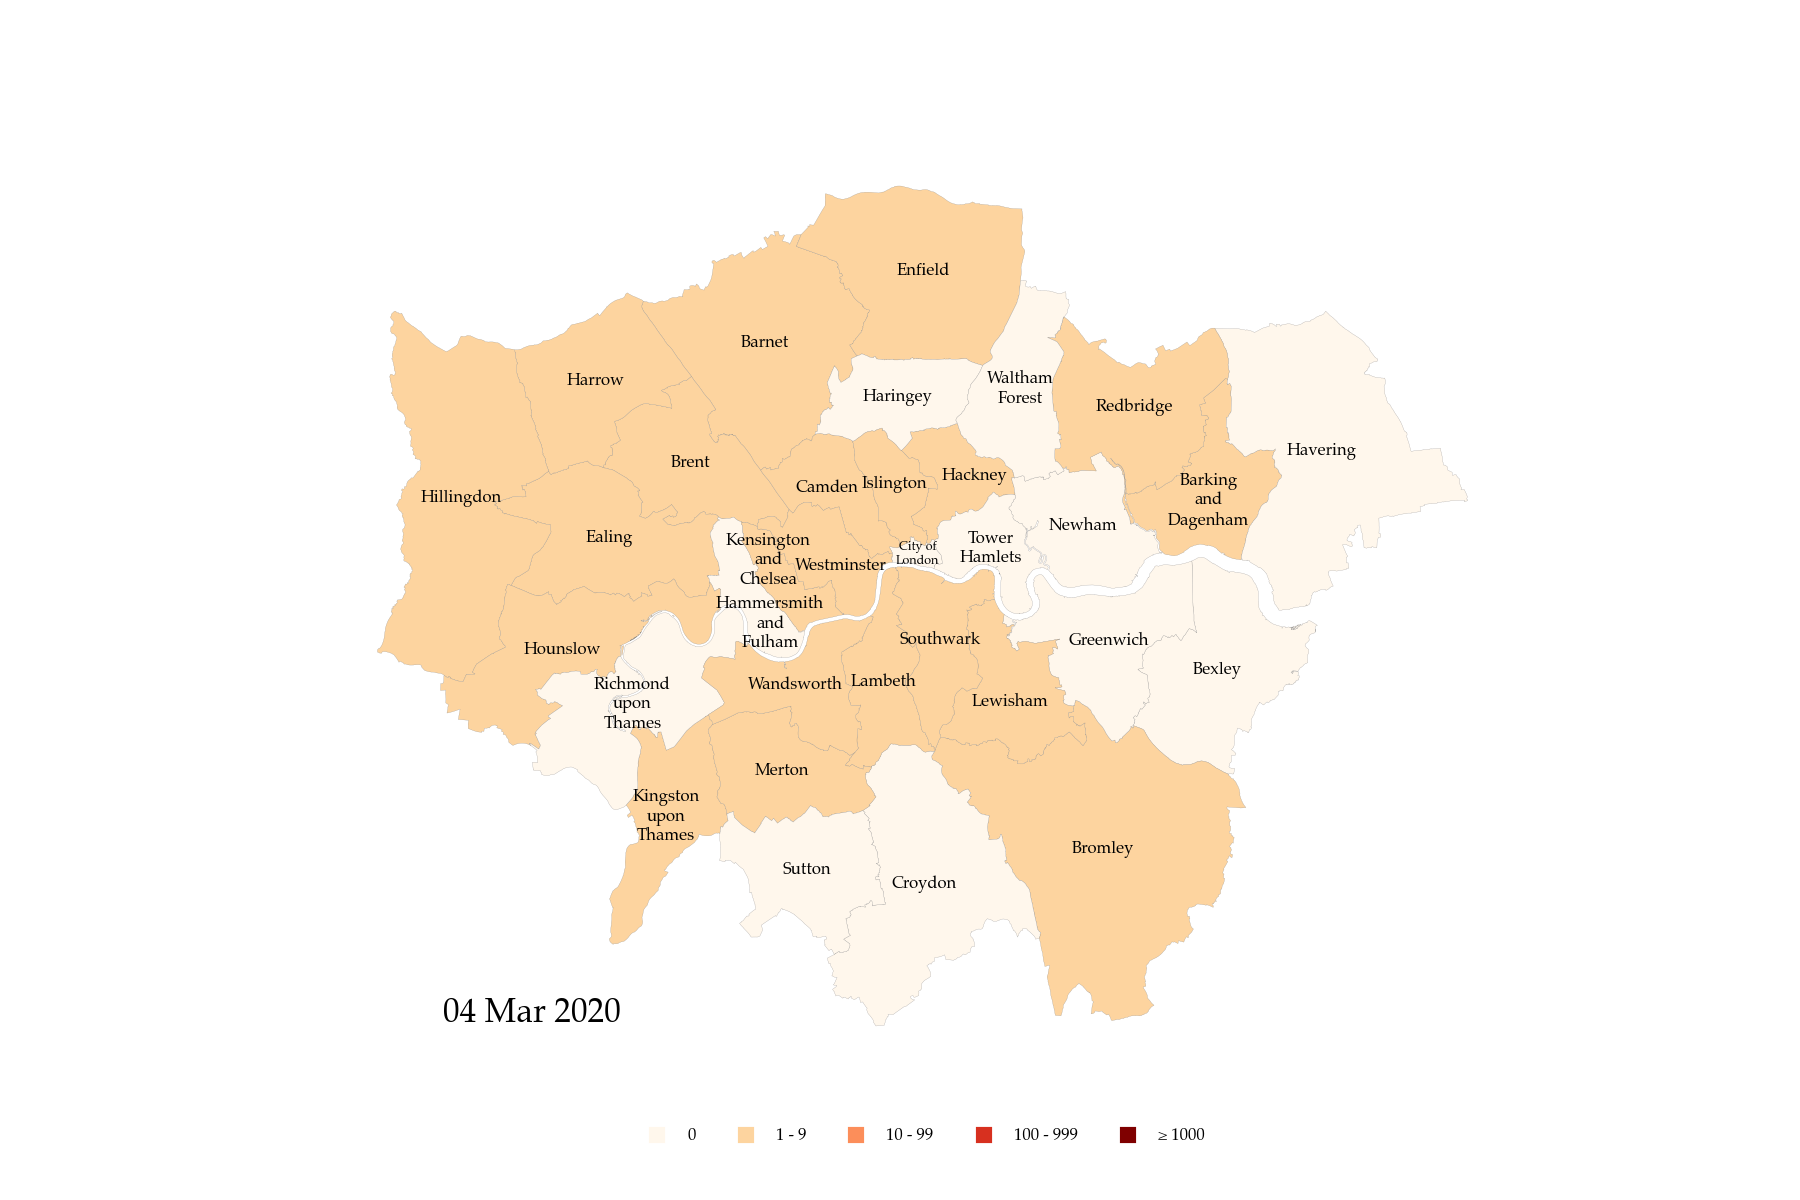 Enfield
Barnet
Harrow
Haringey
Waltham
Forest
Redbridge
Havering
Brent
Hillingdon
Camden
Islington
Hackney
Barking
and
Dagenham
Ealing
Kensington
and
Chelsea
Westminster
City of
London
Tower
Hamlets
Newham
Hammersmith
and
Fulham
Hounslow
Southwark
Greenwich
Bexley
Richmond
upon
Thames
Wandsworth
Lambeth
Lewisham
Merton
Kingston
upon
Thames
Bromley
Sutton
Croydon
04 Mar 2020
0 1 - 9 10 - 99 100 - 999 ≥ 1000